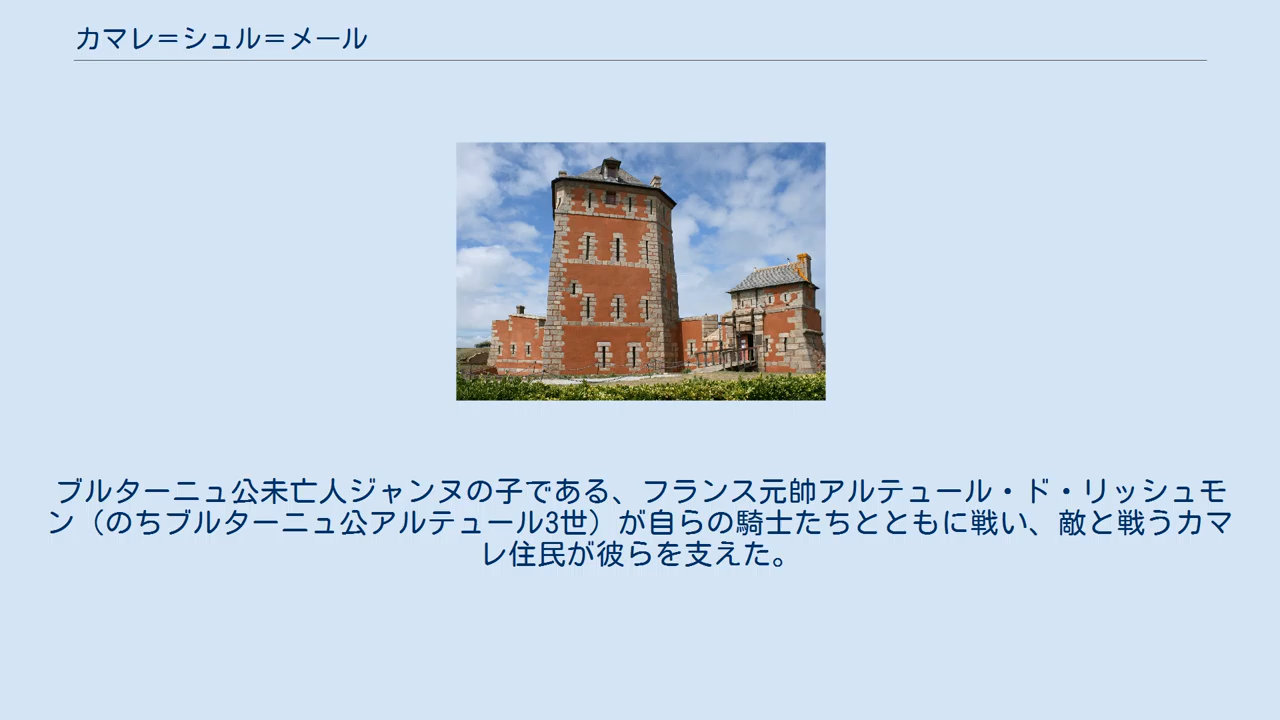 カマレ＝シュル＝メール
ブルターニュ公未亡人ジャンヌの子である、フランス元帥アルテュール・ド・リッシュモ
ン（のちブルターニュ公アルテュール3世）が自らの騎士たちとともに戦い、敵と戦うカマ
レ住民が彼らを支えた。